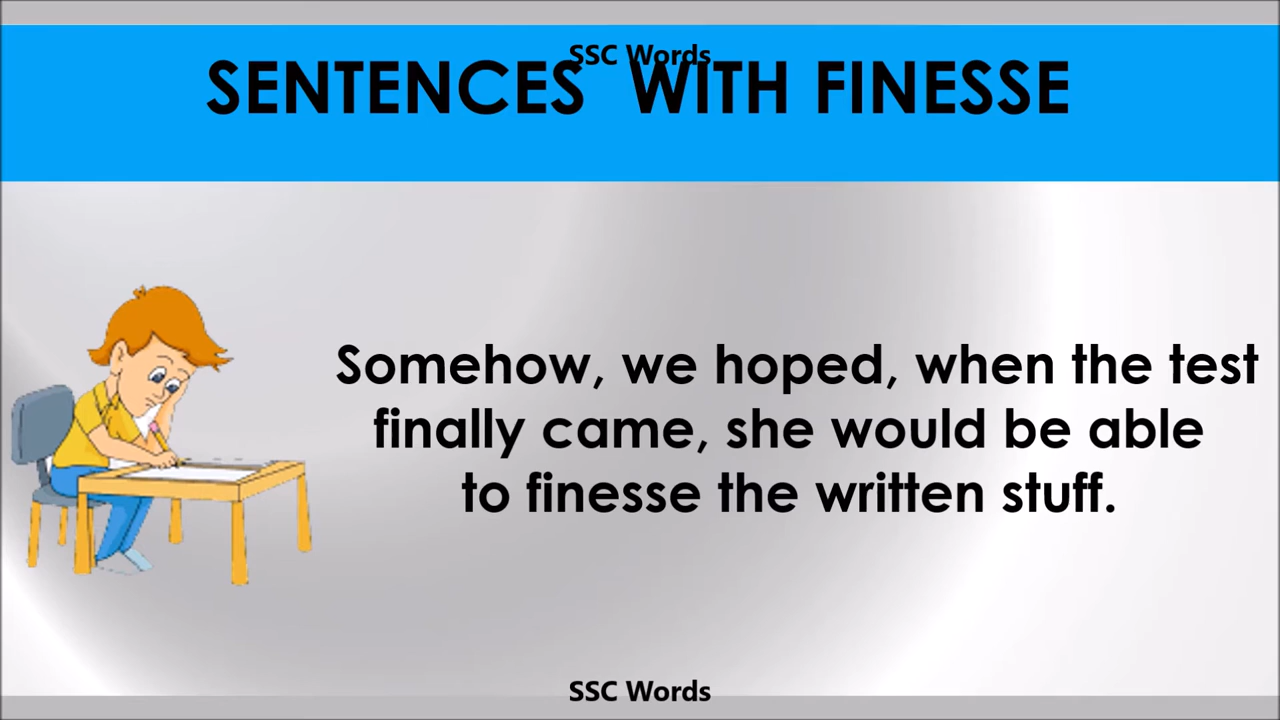 SSC Words
SENTENCES WITH FINESSE
Somehow, we hoped, when the test
finally came, she would be able
to finesse the written stuff.
SSC Words